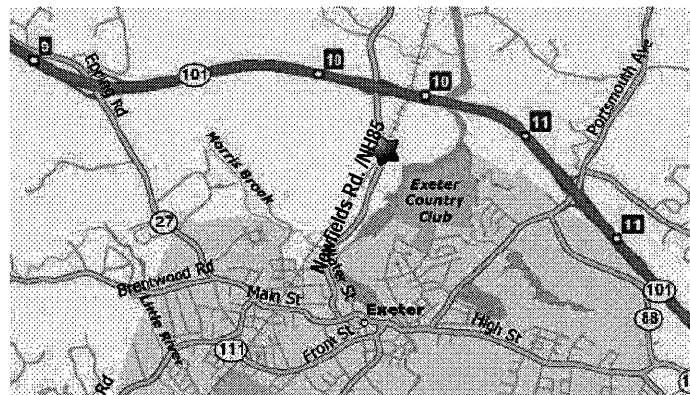 9
Epping Rd
101
10
10
11
Portsmouth Ave
Newfields Rd. /NH85
Morris Brook
Exeter
Country
Club
27
11
Brentwood Rd
Main St
101
Little River
Exeter
88
111
Front St
High St
Rd